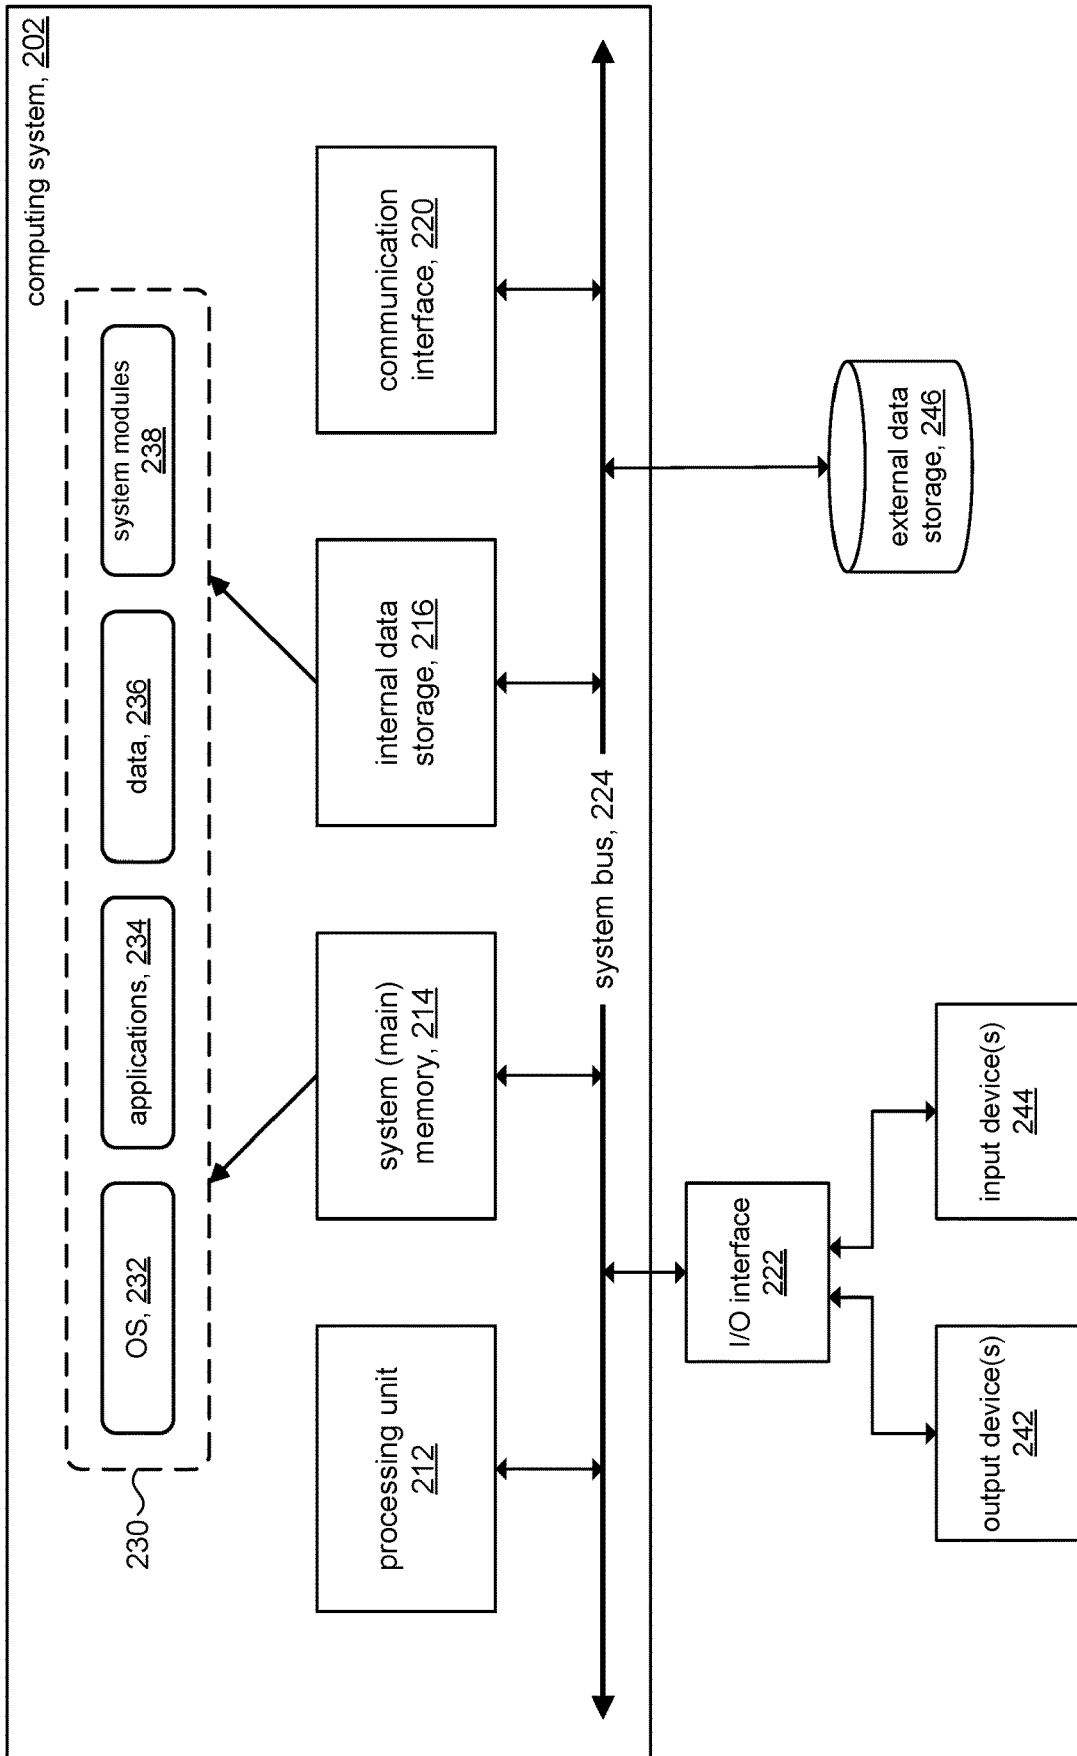 computing system, 202
230
OS, 232
applications, 234
data, 236
system modules
238
processing unit
212
system (main)
memory, 214
internal data
storage, 216
communication
interface, 220
system bus, 224
I/O interface
222
external data
storage, 246
output device(s)
242
input device(s)
244